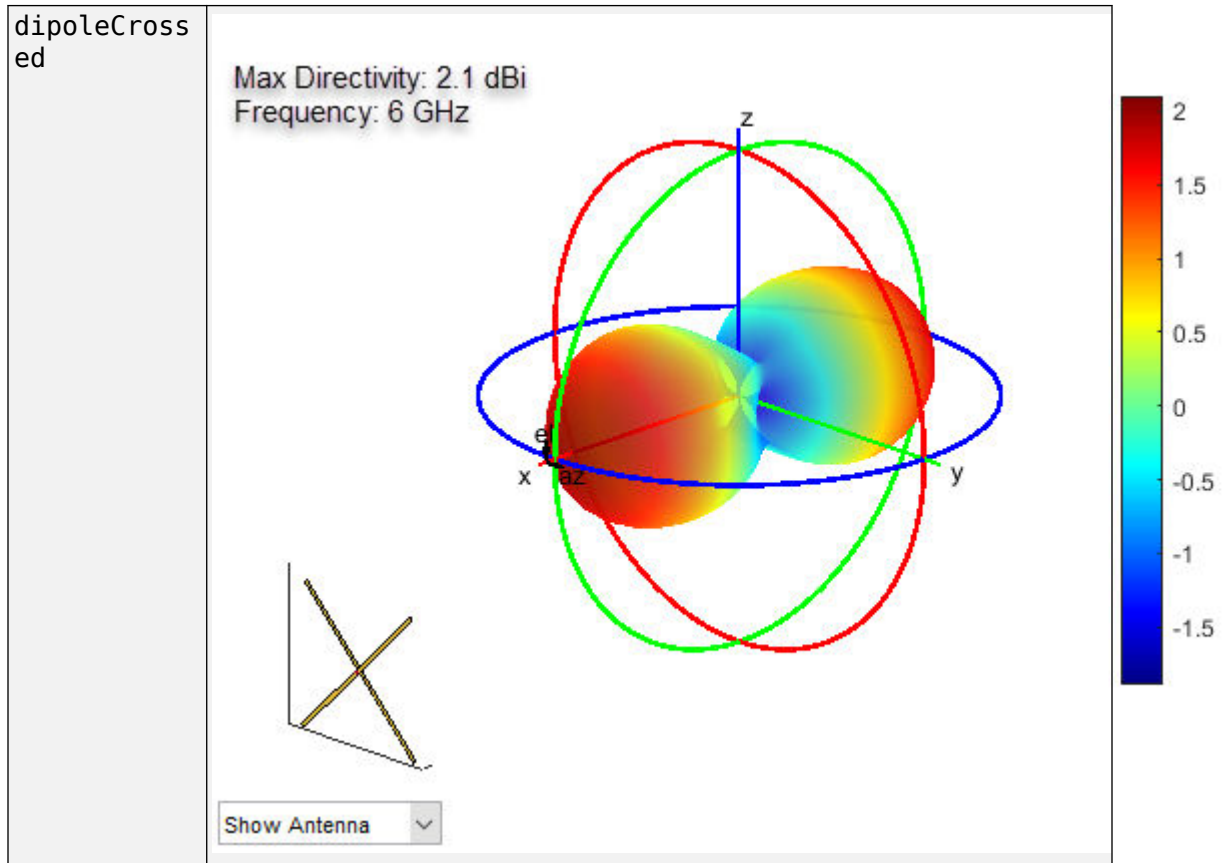 dipoleCross
ed
Max Directivity: 2.1 dBi
Frequency: 6 GHz
z
2
1.5
1
0.5
0
-0.5
-1
-1.5
e
x
az
y
Show Antenna